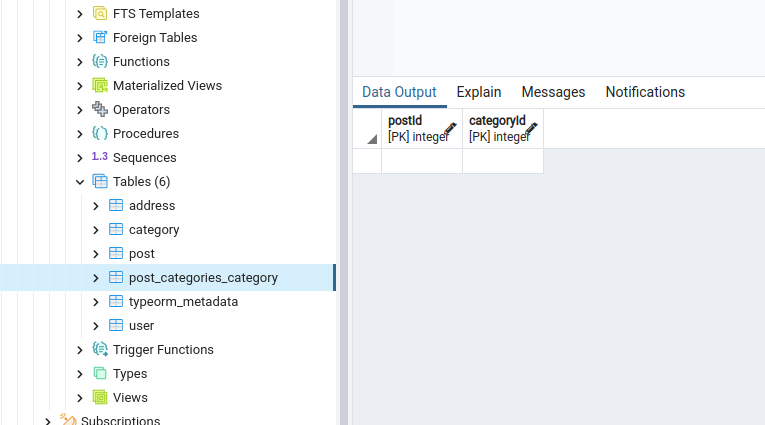 FTS Templates
Foreign Tables
Functions
Materialized Views
Operators
Procedures
1..3 Sequences
Tables (6)
address
category
post
post_categories_category
typeorm_metadata
user
Trigger Functions
Types
Views
Subscriptions
Data Output Explain Messages Notifications
postId categoryId
[PK] integer [PK] integer